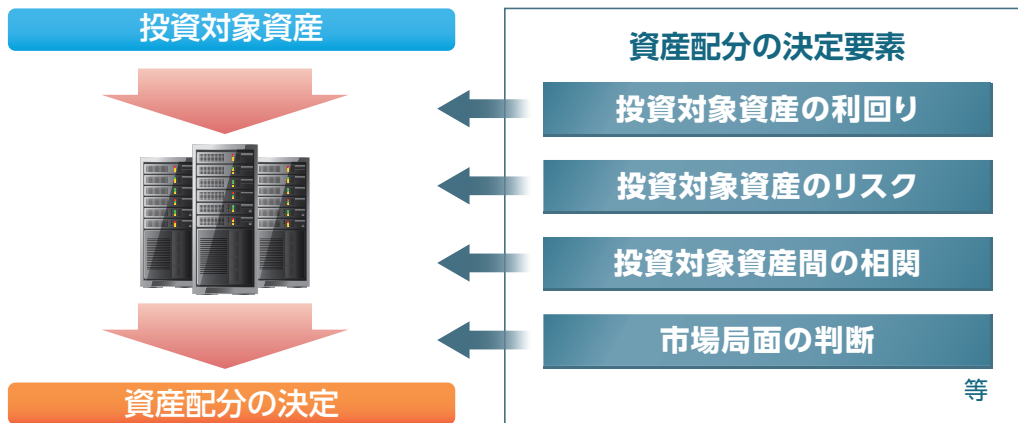 投資対象資産
資産配分の決定
資産配分の決定要素
投資対象資産の利回り
投資対象資産のリスク
投資対象資産間の相関
市場局面の判断
等